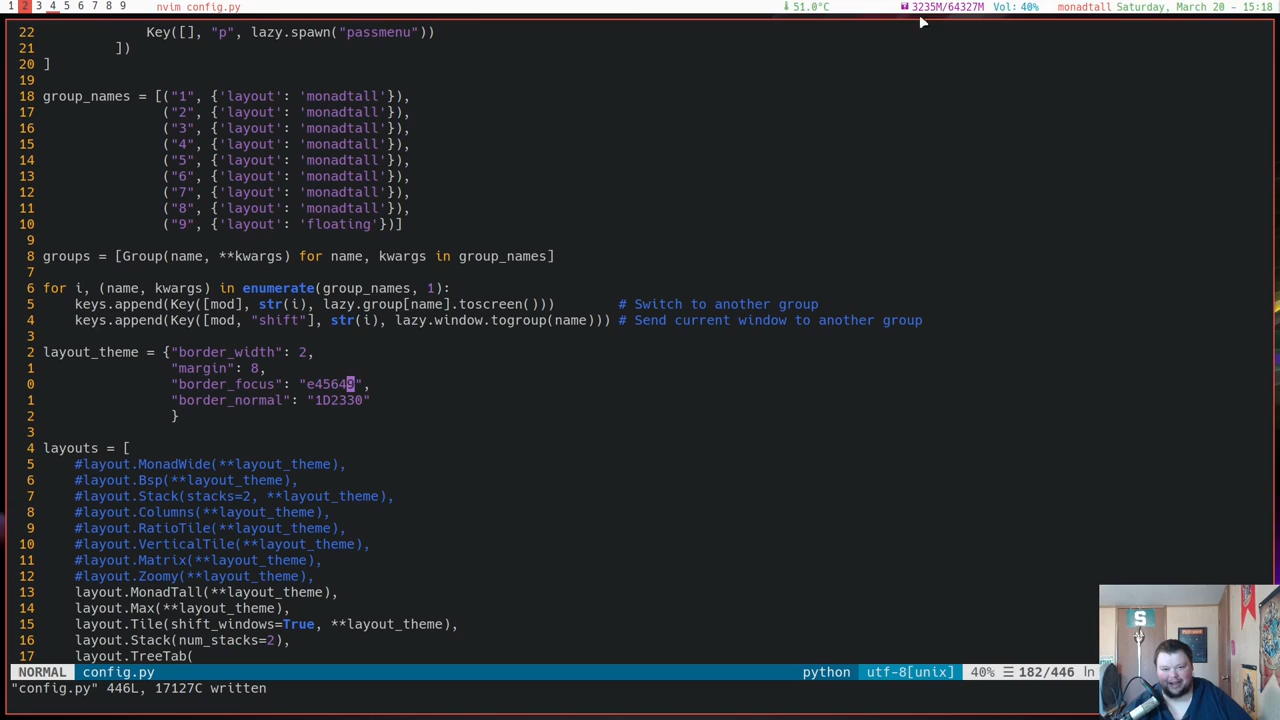 1 2 3 4 5 6 7 8 9 nvim config.py 51.0°C 3235M/64327M Vol: 40% monadtall Saturday, March 20 - 15:18
22 Key([], "p", lazy.spawn("passmenu"))
21 ])
20 ]
19
18 group_names = [("1", {'layout': 'monadtall'}),
17 ("2", {'layout': 'monadtall'}),
16 ("3", {'layout': 'monadtall'}),
15 ("4", {'layout': 'monadtall'}),
14 ("5", {'layout': 'monadtall'}),
13 ("6", {'layout': 'monadtall'}),
12 ("7", {'layout': 'monadtall'}),
11 ("8", {'layout': 'monadtall'}),
10 ("9", {'layout': 'floating'})]
9
8 groups = [Group(name, **kwargs) for name, kwargs in group_names]
7
6 for i, (name, kwargs) in enumerate(group_names, 1):
5 keys.append(Key([mod], str(i), lazy.group[name].toscreen())) # Switch to another group
4 keys.append(Key([mod, "shift"], str(i), lazy.window.togroup(name))) # Send current window to another group
3
2 layout_theme = {"border_width": 2,
1 "margin": 8,
0 "border_focus": "e45649",
1 "border_normal": "1D2330"
2 }
3
4 layouts = [
5 #layout.MonadWide(**layout_theme),
6 #layout.Bsp(**layout_theme),
7 #layout.Stack(stacks=2, **layout_theme),
8 #layout.Columns(**layout_theme),
9 #layout.RatioTile(**layout_theme),
10 #layout.VerticalTile(**layout_theme),
11 #layout.Matrix(**layout_theme),
12 #layout.Zoomy(**layout_theme),
13 layout.MonadTall(**layout_theme),
14 layout.Max(**layout_theme),
15 layout.Tile(shift_windows=True, **layout_theme),
16 layout.Stack(num_stacks=2),
17 layout.TreeTab(
NORMAL config.py python utf-8[unix] 40% ☰ 182/446 ln
"config.py" 446L, 17127C written
S